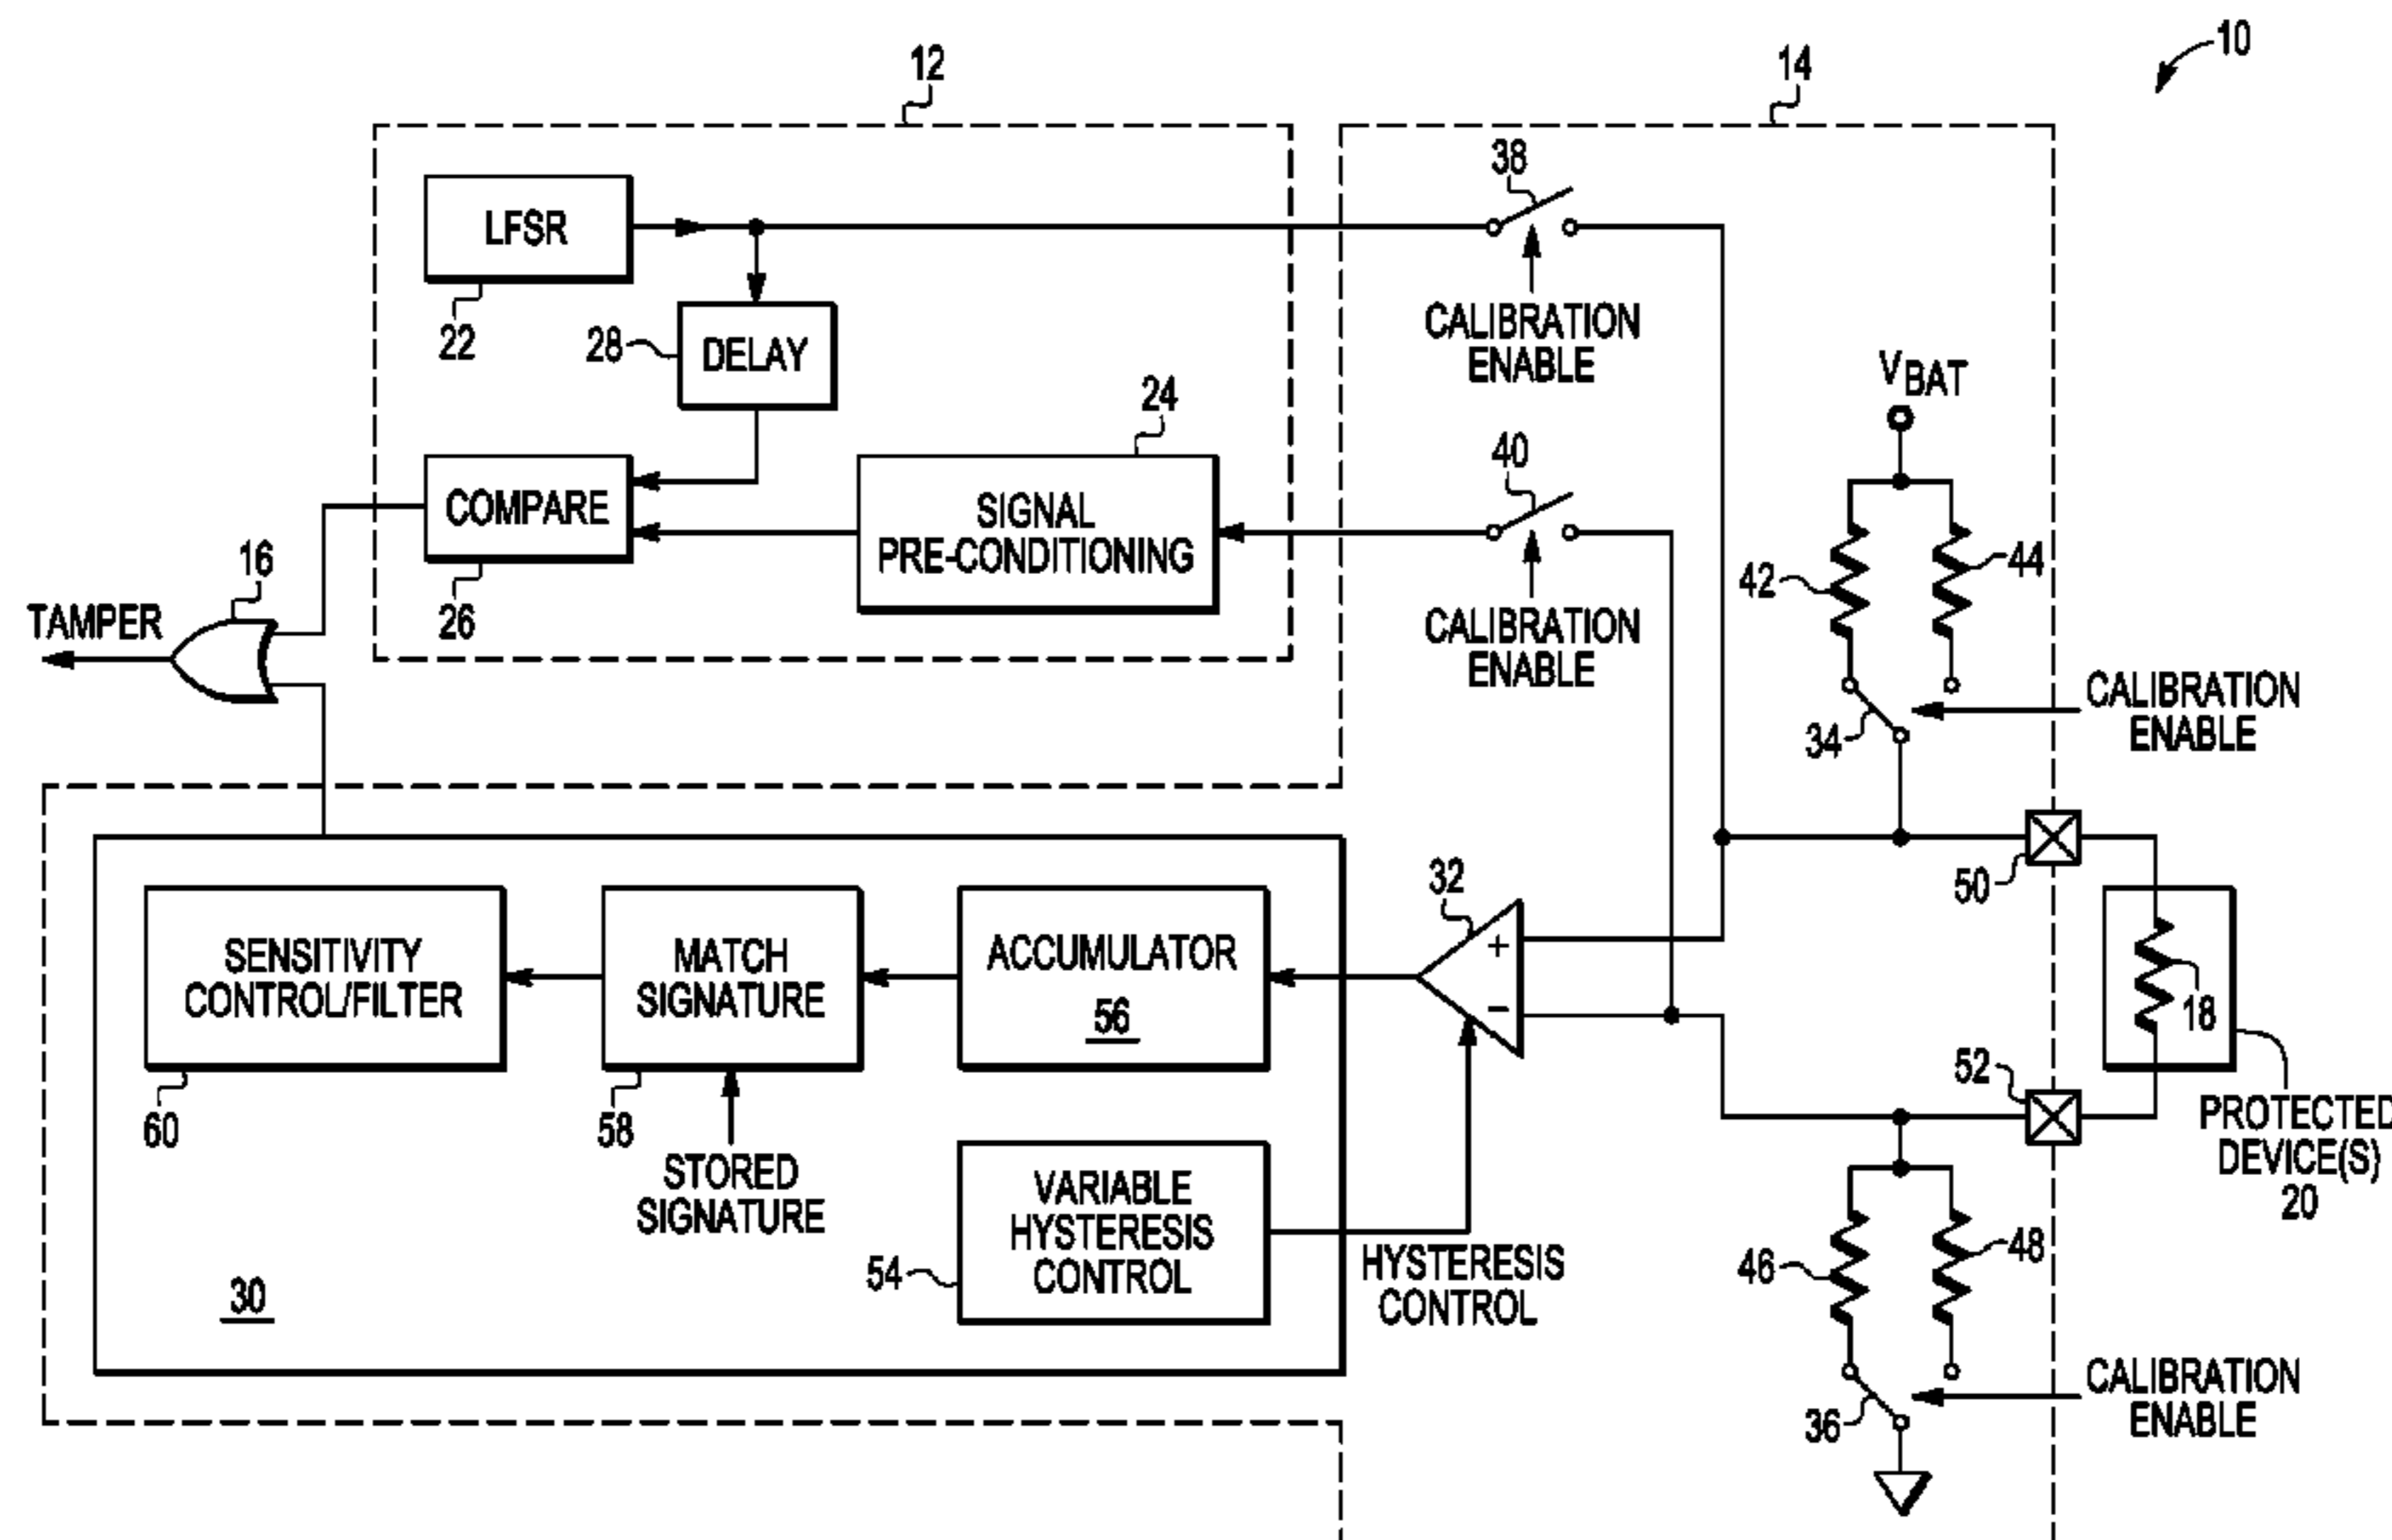 10
12
14
LFSR
22
28
DELAY
24
COMPARE
26
SIGNAL
PRE-CONDITIONING
16
TAMPER
38
CALIBRATION
ENABLE
40
CALIBRATION
ENABLE
VBAT
42
44
34
CALIBRATION
ENABLE
50
32
+
−
18
52
PROTECTED
DEVICE(S)
20
SENSITIVITY
CONTROL/FILTER
60
MATCH
SIGNATURE
58
STORED
SIGNATURE
ACCUMULATOR
56
VARIABLE
HYSTERESIS
CONTROL
54
HYSTERESIS
CONTROL
30
46
48
36
CALIBRATION
ENABLE